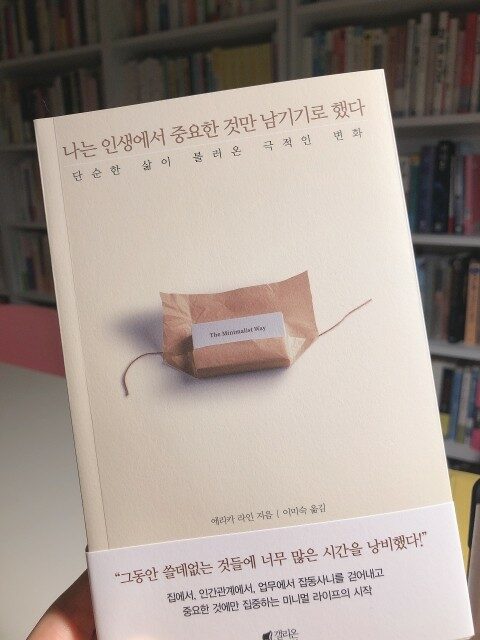 나는 인생에서 중요한 것만 남기기로 했다
단순한 삶이 불러온 극적인 변화
The Minimalist Way
에리카 라인 지음 | 이미숙 옮김
“그동안 쓸데없는 것들에 너무 많은 시간을 낭비했다!”
집에서, 인간관계에서, 업무에서 잡동사니를 걷어내고
중요한 것에만 집중하는 미니멀 라이프의 시작
갤리온